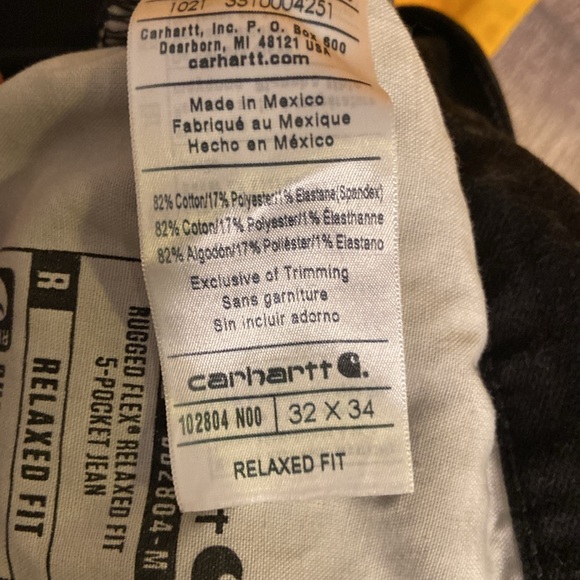 1021 SST0004251
Carhartt, Inc. P. O. Box 600
Dearborn, MI 48121 USA
carhartt.com
Made in Mexico
Fabriqué au Mexique
Hecho en México
82% Cotton/17% Polyester/1% Elastane(Spandex)
82% Coton/17% Polyester/1% Élasthanne
82% Algodón/17% Poliéster/1% Elastano
Exclusive of Trimming
Sans garniture
Sin incluir adorno
carhartt
102804 N00 32 X 34
RELAXED FIT
R RELAXED FIT
RUGGED FLEX® RELAXED FIT
5-POCKET JEAN